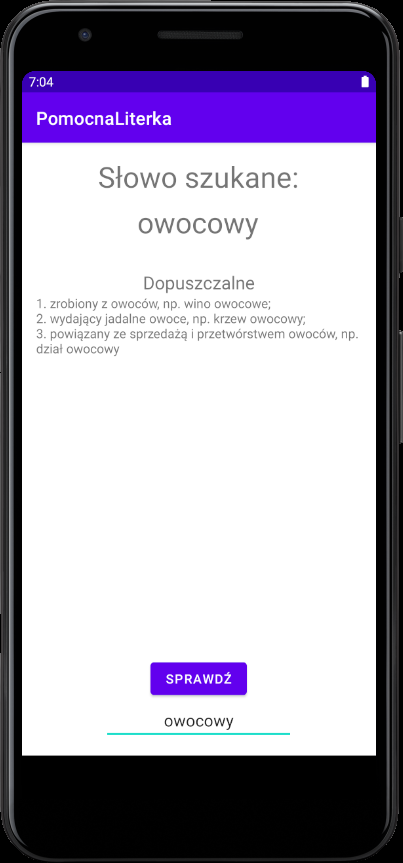 7:04
PomocnaLiterka
Słowo szukane:
owocowy
Dopuszczalne
1. zrobiony z owoców, np. wino owocowe;
2. wydający jadalne owoce, np. krzew owocowy;
3. powiązany ze sprzedażą i przetwórstwem owoców, np.
dział owocowy
SPRAWDŹ
owocowy